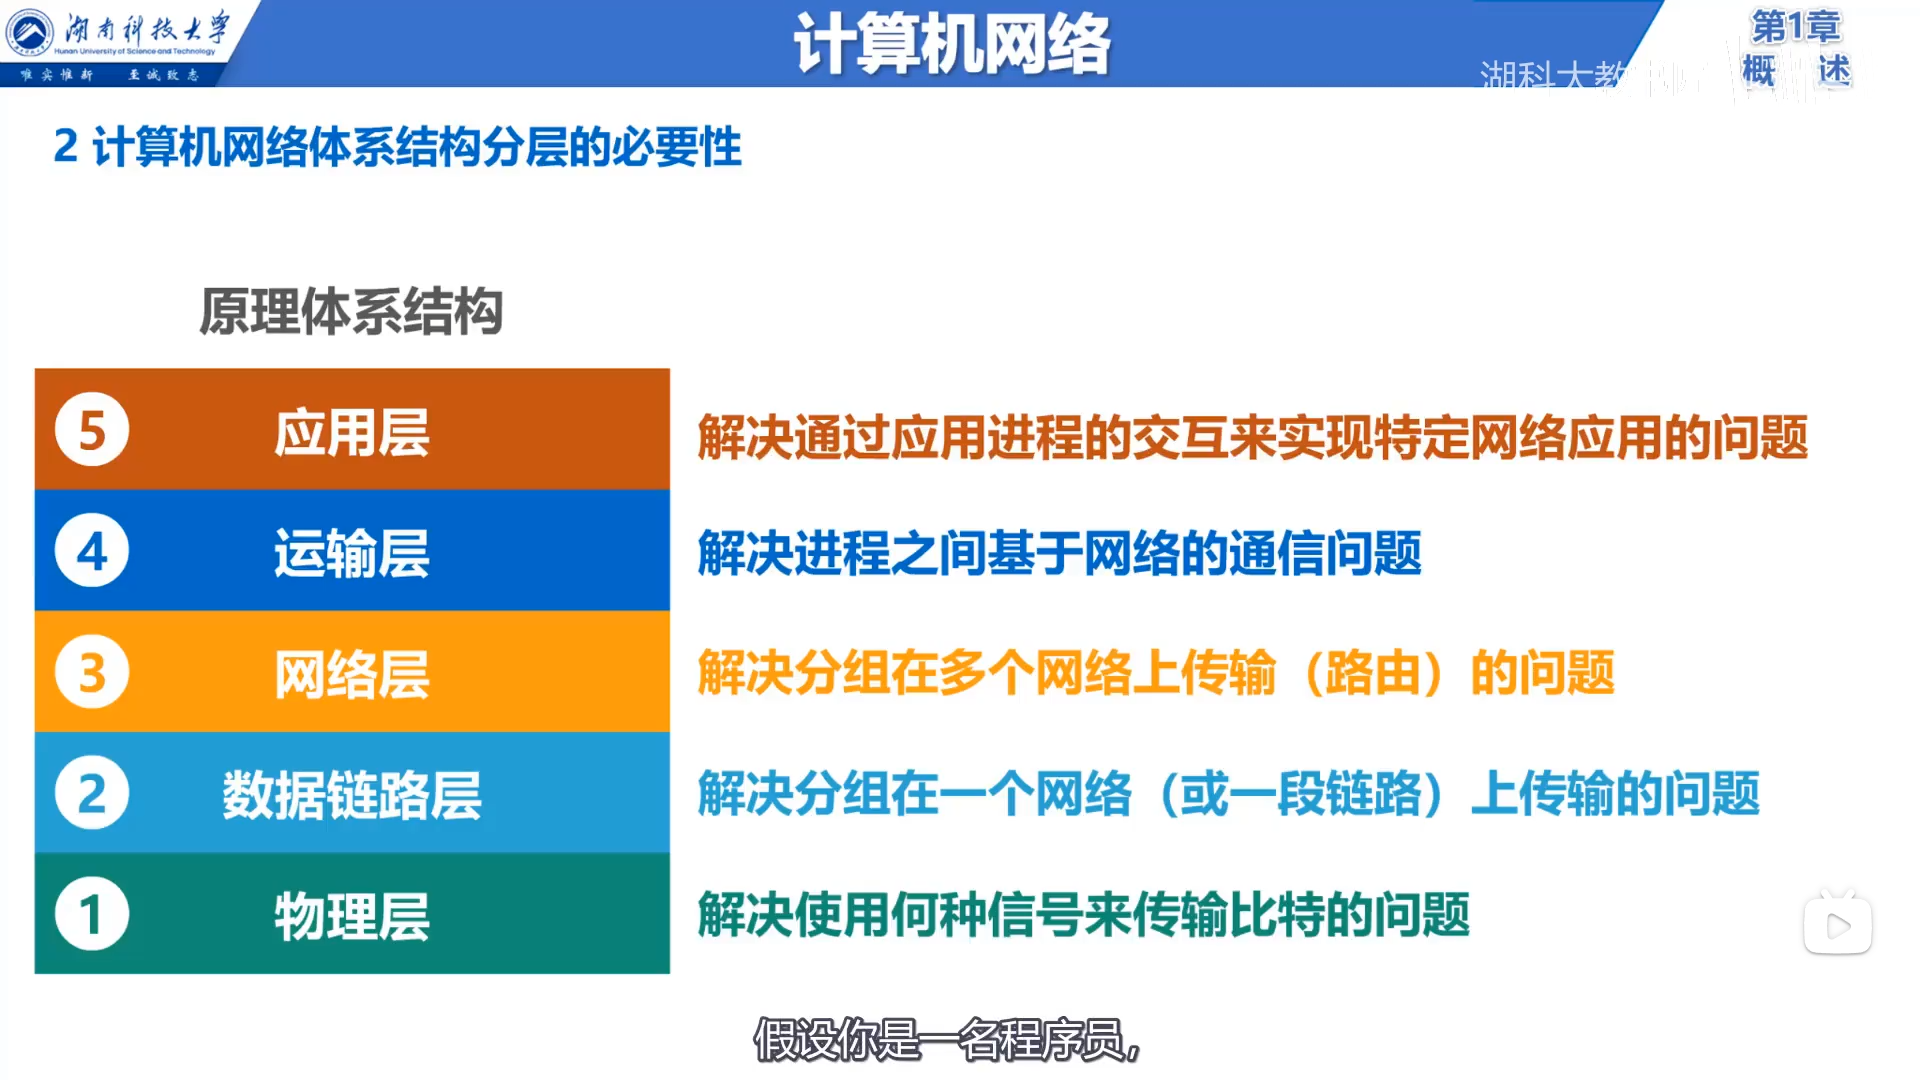 湖南科技大学
Hunan University of Science and Technology
唯实惟新 至诚致志
计算机网络
第1章
概 述
湖科大教
2 计算机网络体系结构分层的必要性
原理体系结构
5 应用层 解决通过应用进程的交互来实现特定网络应用的问题
4 运输层 解决进程之间基于网络的通信问题
3 网络层 解决分组在多个网络上传输（路由）的问题
2 数据链路层 解决分组在一个网络（或一段链路）上传输的问题
1 物理层 解决使用何种信号来传输比特的问题
假设你是一名程序员，